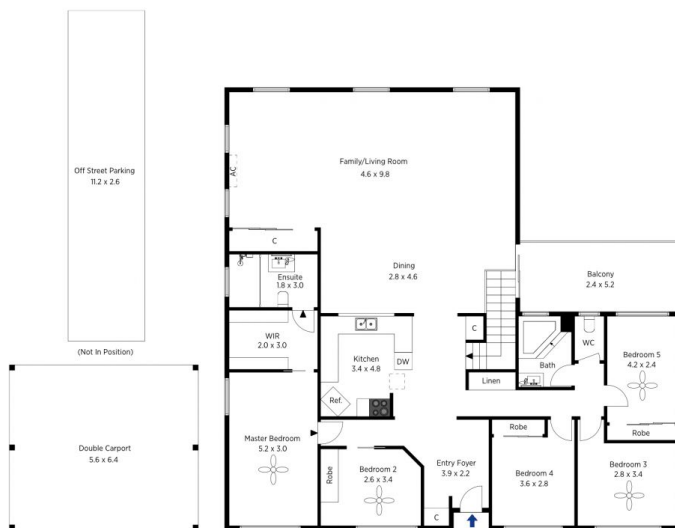 Off Street Parking
11.2 x 2.6
(Not In Position)
Double Carport
5.6 x 6.4
AC
Family/Living Room
4.6 x 9.8
C
Dining
2.8 x 4.6
Ensuite
1.8 x 3.0
WIR
2.0 x 3.0
Kitchen
3.4 x 4.8
DW
Ref.
C
Linen
Balcony
2.4 x 5.2
WC
Bath
Bedroom 5
4.2 x 2.4
Robe
Master Bedroom
5.2 x 3.0
Robe
Bedroom 2
2.6 x 3.4
Entry Foyer
3.9 x 2.2
C
Robe
Bedroom 4
3.6 x 2.8
Bedroom 3
2.8 x 3.4